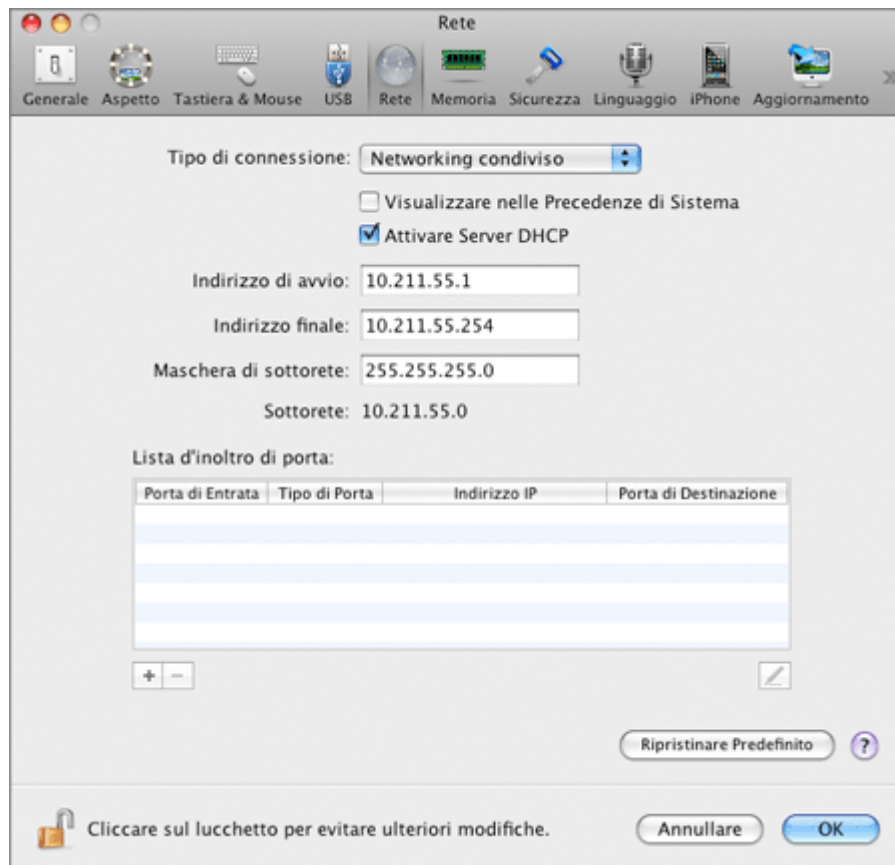 Rete
Generale Aspetto Tastiera & Mouse USB Rete Memoria Sicurezza Linguaggio iPhone Aggiornamento »
Tipo di connessione: Networking condiviso
Visualizzare nelle Precedenze di Sistema
Attivare Server DHCP
Indirizzo di avvio: 10.211.55.1
Indirizzo finale: 10.211.55.254
Maschera di sottorete: 255.255.255.0
Sottorete: 10.211.55.0
Lista d'inoltro di porta:
Porta di Entrata Tipo di Porta Indirizzo IP Porta di Destinazione
+ −
Ripristinare Predefinito ?
Cliccare sul lucchetto per evitare ulteriori modifiche. Annullare OK